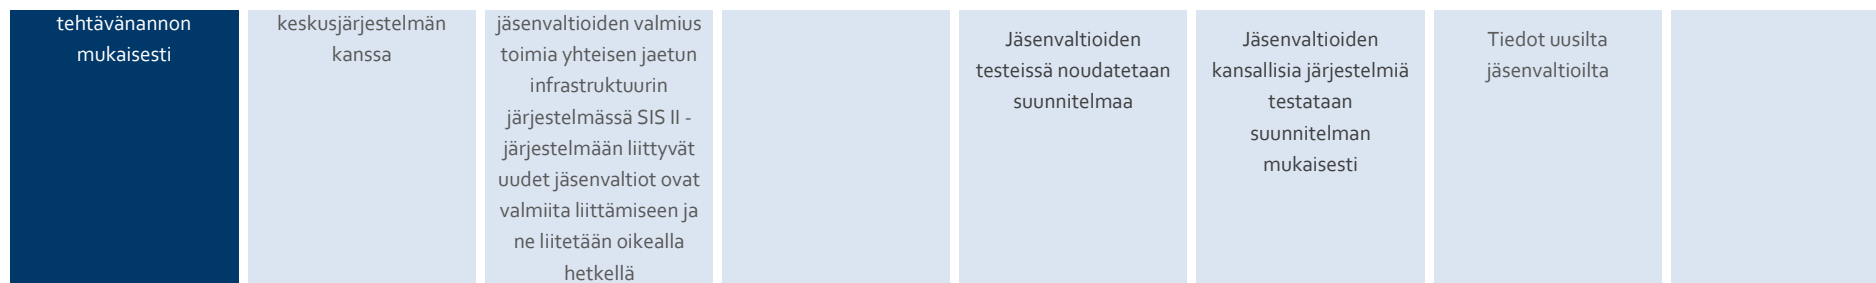 tehtävänannon
mukaisesti
keskusjärjestelmän
kanssa
jäsenvaltioiden valmius
toimia yhteisen jaetun
infrastruktuurin
järjestelmässä SIS II -
järjestelmään liittyvät
uudet jäsenvaltiot ovat
valmiita liittämiseen ja
ne liitetään oikealla
hetkellä
Jäsenvaltioiden
testeissä noudatetaan
suunnitelmaa
Jäsenvaltioiden
kansallisia järjestelmiä
testataan
suunnitelman
mukaisesti
Tiedot uusilta
jäsenvaltioilta